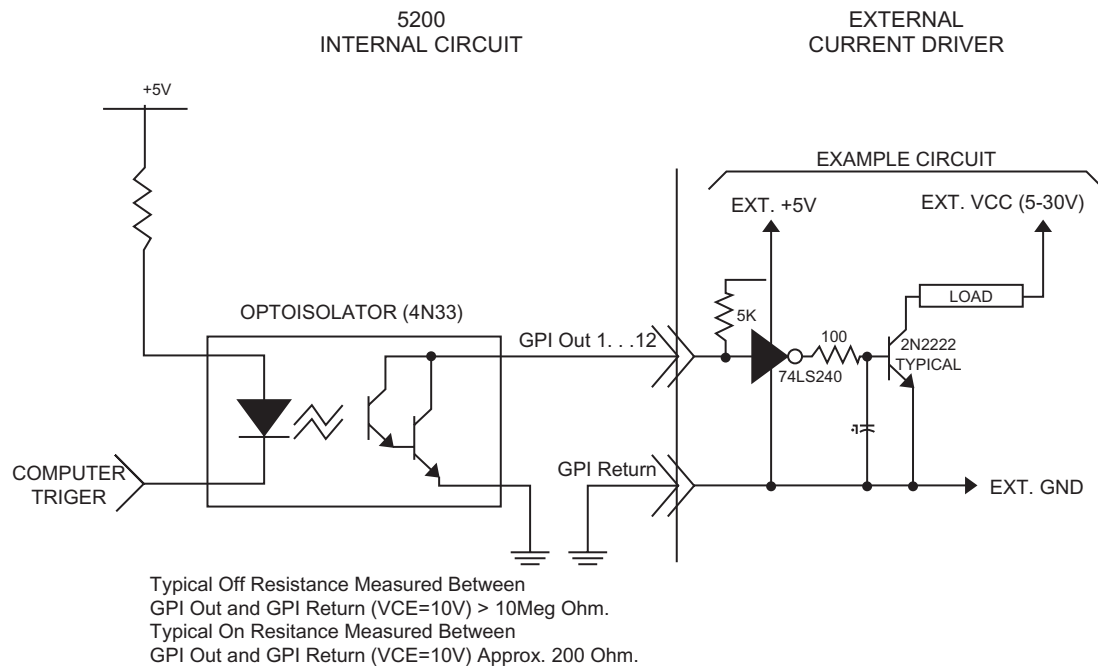 5200
INTERNAL CIRCUIT
EXTERNAL
CURRENT DRIVER
+5V
EXAMPLE CIRCUIT
EXT. +5V
EXT. VCC (5-30V)
OPTOISOLATOR (4N33)
GPI Out 1. . .12
5K
100
74LS240
LOAD
2N2222
TYPICAL
.1
COMPUTER
TRIGER
GPI Return
EXT. GND
Typical Off Resistance Measured Between
GPI Out and GPI Return (VCE=10V) > 10Meg Ohm.
Typical On Resitance Measured Between
GPI Out and GPI Return (VCE=10V) Approx. 200 Ohm.